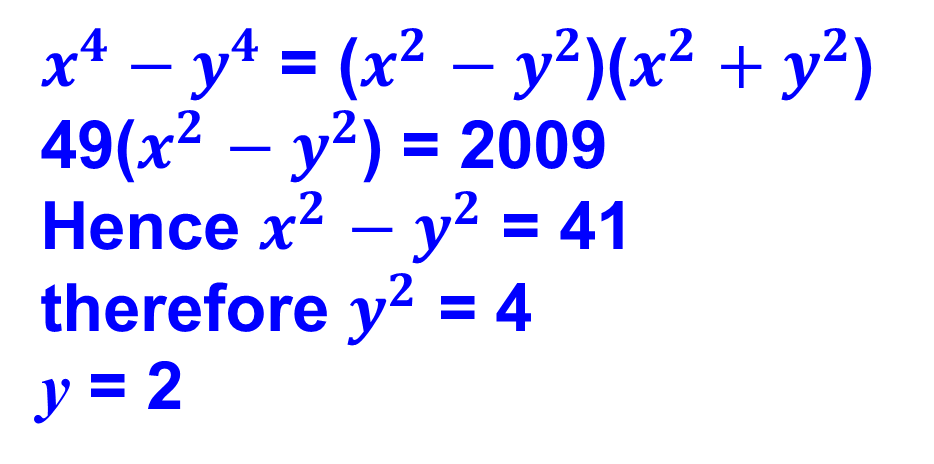 x⁴ − y⁴ = (x² − y²)(x² + y²)
49(x² − y²) = 2009
Hence x² − y² = 41
therefore y² = 4
y = 2